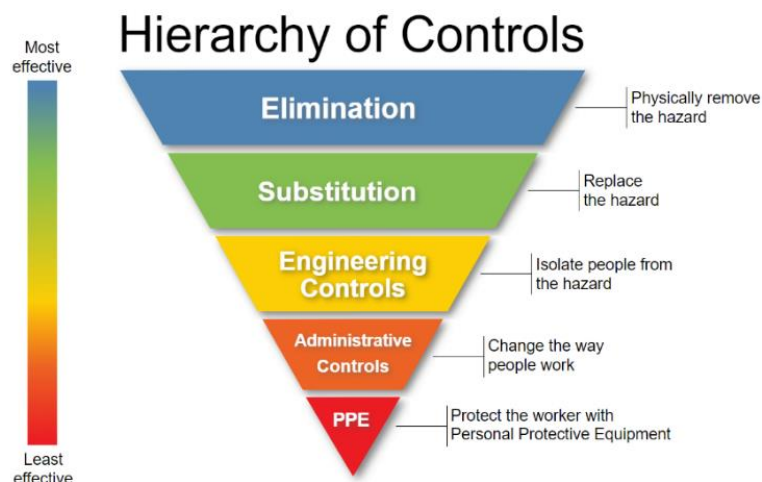 Hierarchy of Controls
Most
effective
Elimination
Physically remove
the hazard
Substitution
Replace
the hazard
Engineering
Controls
Isolate people from
the hazard
Administrative
Controls
Change the way
people work
PPE
Protect the worker with
Personal Protective Equipment
Least
effective